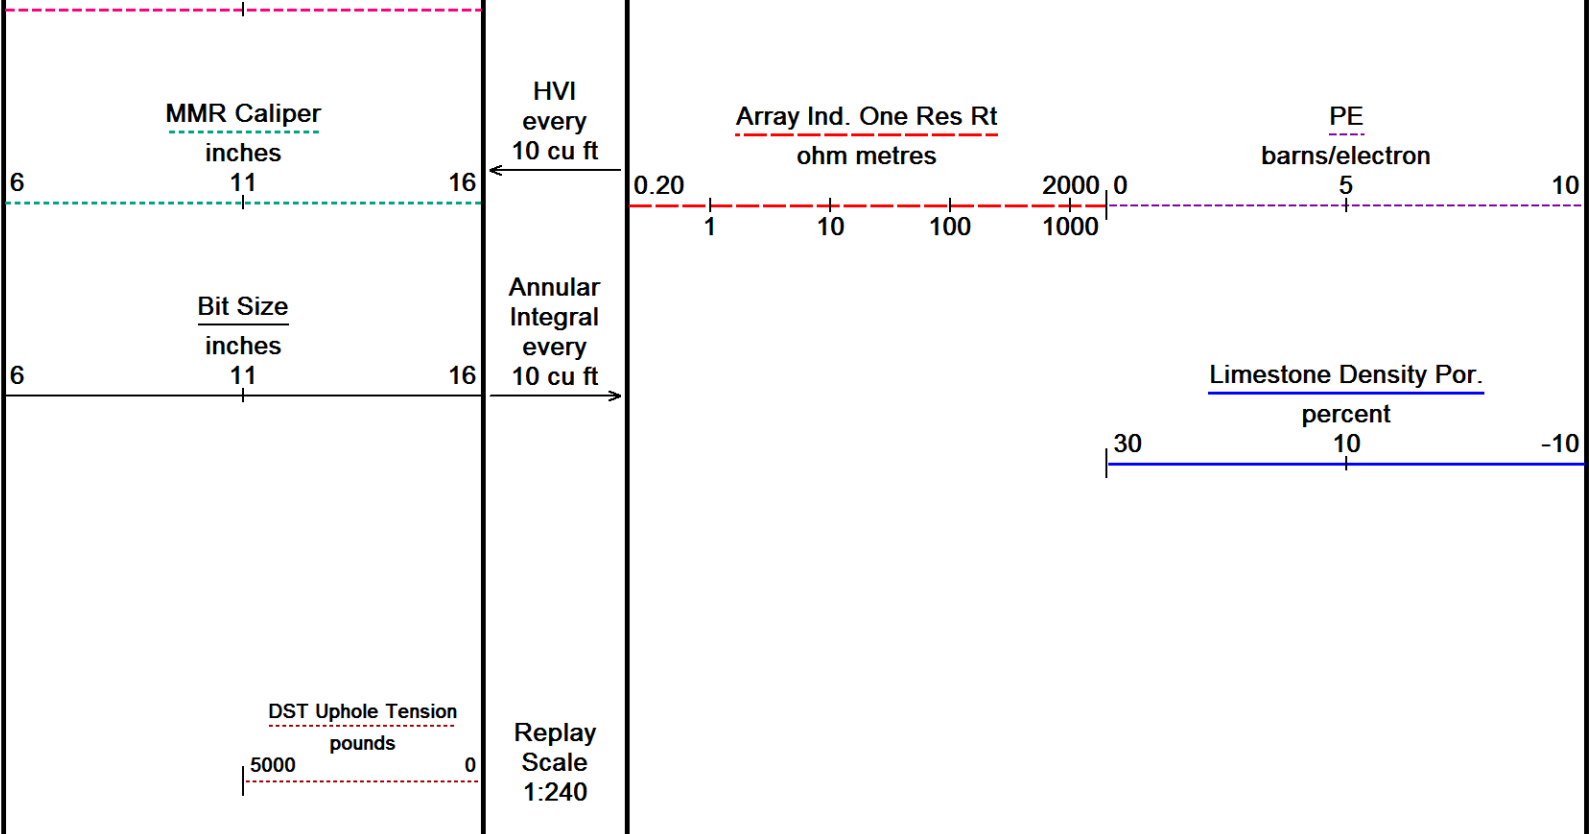 MMR Caliper
inches
6 11 16
Bit Size
inches
6 11 16
DST Uphole Tension
pounds
5000 0
HVI
every
10 cu ft
Annular
Integral
every
10 cu ft
Replay
Scale
1:240
Array Ind. One Res Rt
ohm metres
0.20 2000
1 10 100 1000
PE
barns/electron
0 5 10
Limestone Density Por.
percent
30 10 -10